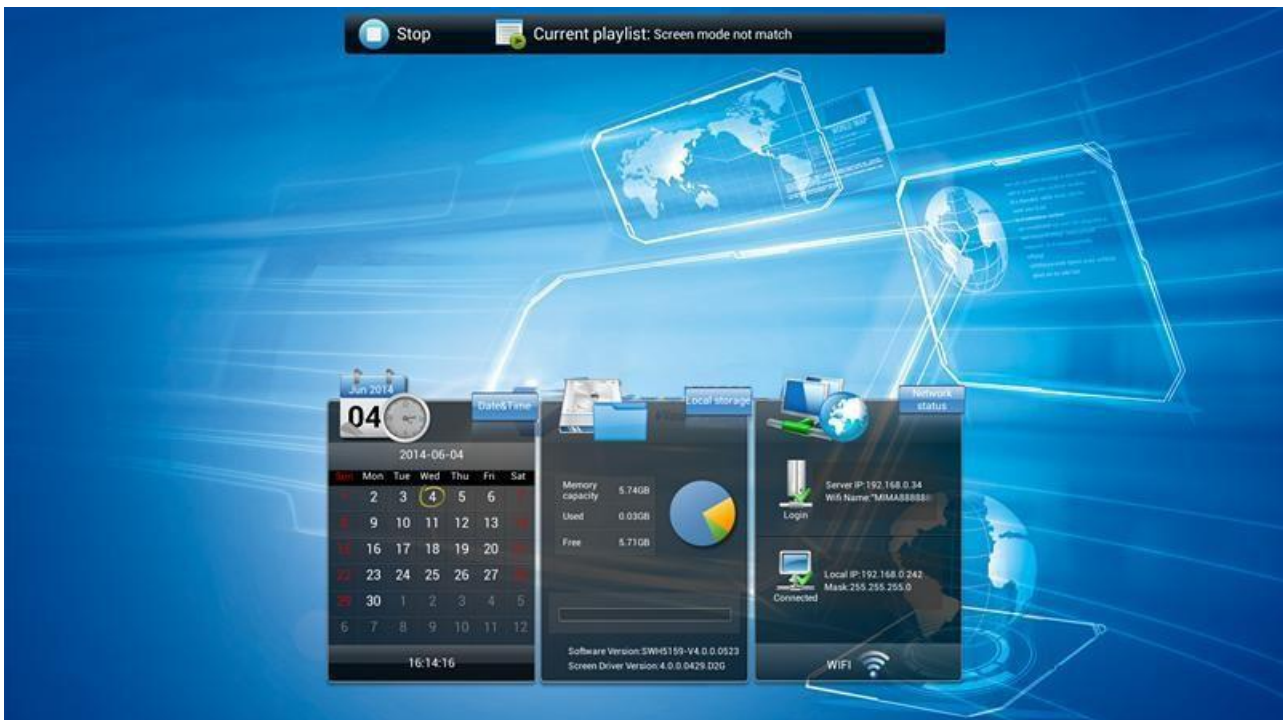 Stop
Current playlist: Screen mode not match
WORLD MAP
Jun 2014
04
Date&Time
2014-06-04
Sun Mon Tue Wed Thu Fri Sat
1 2 3 4 5 6 7
8 9 10 11 12 13 14
15 16 17 18 19 20 21
22 23 24 25 26 27 28
29 30 1 2 3 4 5
6 7 8 9 10 11 12
16:14:16
Local storage
Memory capacity 5.74GB
Used 0.03GB
Free 5.71GB
Software Version:SWH5159-V4.0.0.0523
Screen Driver Version:4.0.0.0429.D2G
Network
status
Server IP:192.168.0.34
Wifi Name:"MIMA88888
Login
Local IP:192.168.0.242
Mask:255.255.255.0
Connected
WIFI